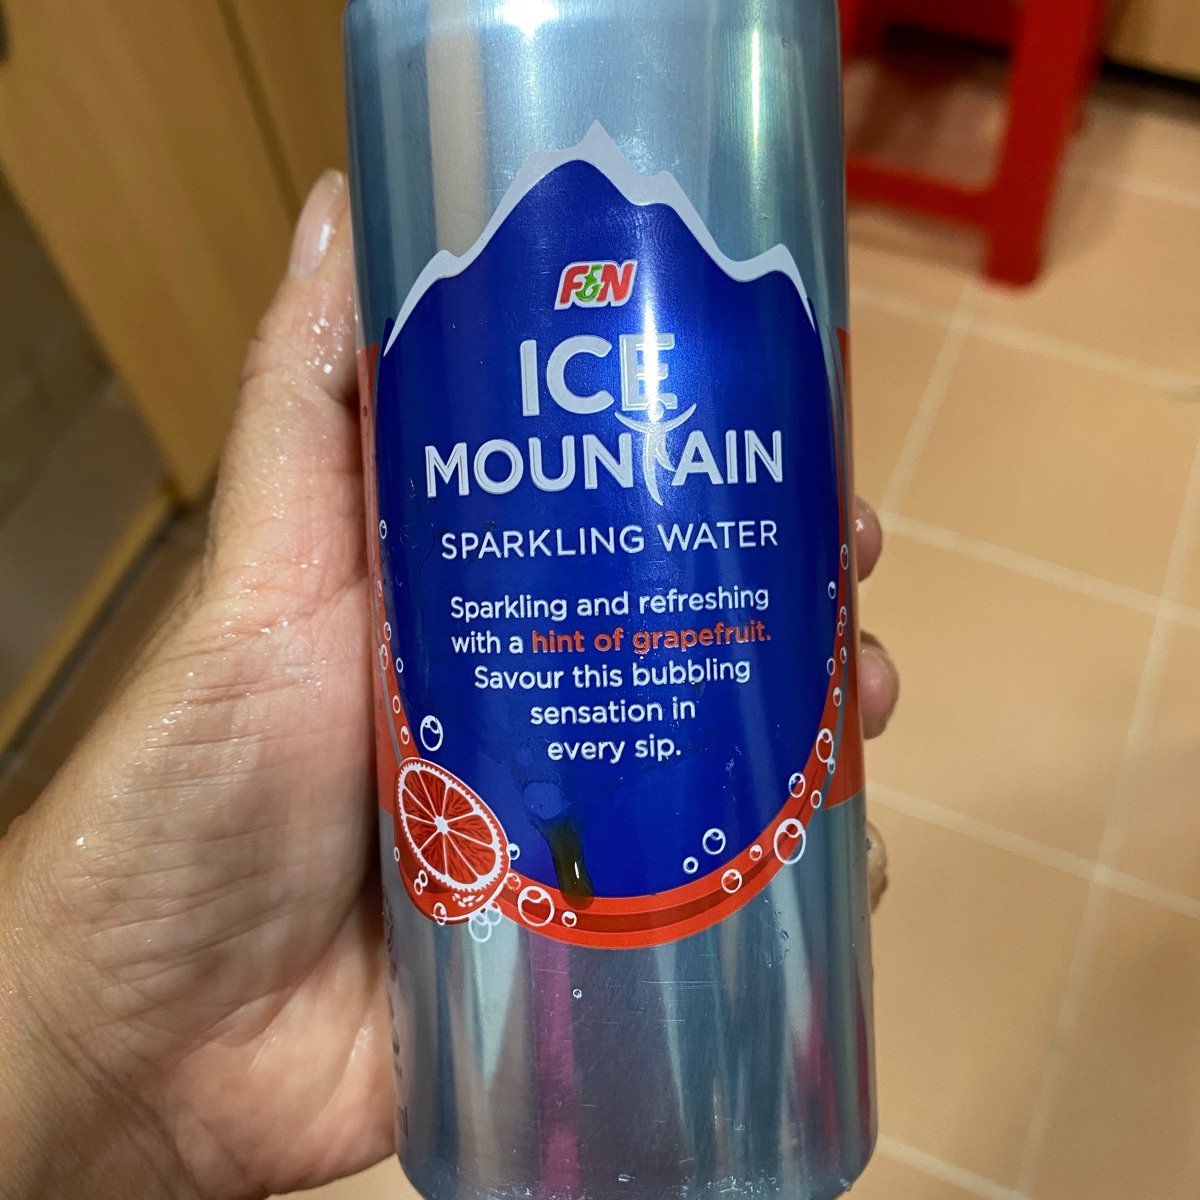 F&N
ICE
MOUNTAIN
SPARKLING WATER
Sparkling and refreshing
with a hint of grapefruit.
Savour this bubbling
sensation in
every sip.